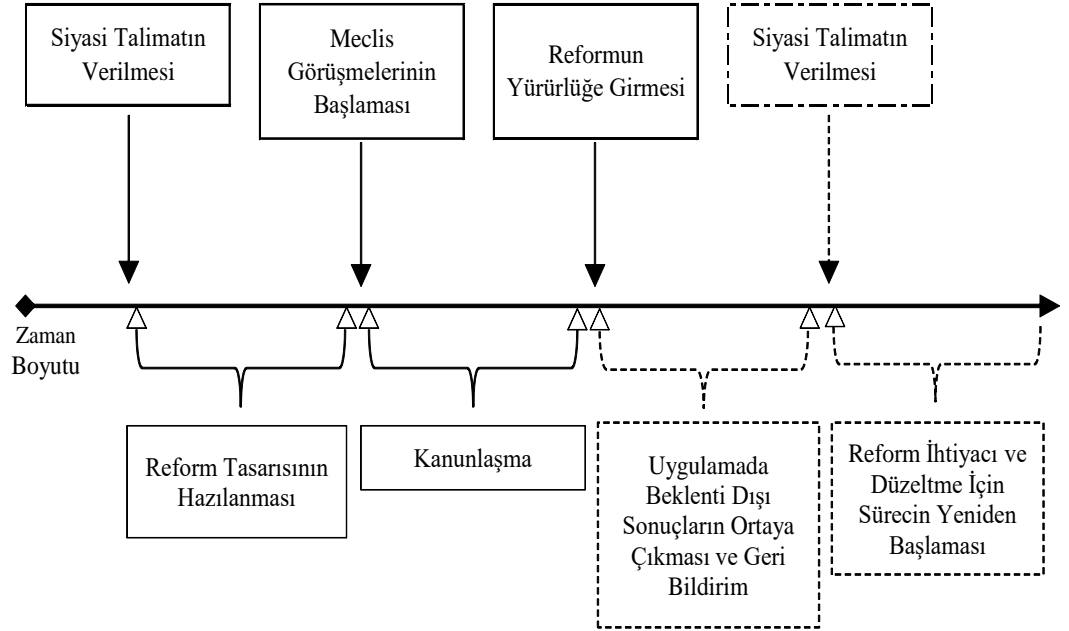 Siyasi Talimatın
Verilmesi
Meclis
Görüşmelerinin
Başlaması
Reformun
Yürürlüğe Girmesi
Siyasi Talimatın
Verilmesi
Zaman
Boyutu
Reform Tasarısının
Hazılanması
Kanunlaşma
Uygulamada
Beklenti Dışı
Sonuçların Ortaya
Çıkması ve Geri
Bildirim
Reform İhtiyacı ve
Düzeltme İçin
Sürecin Yeniden
Başlaması